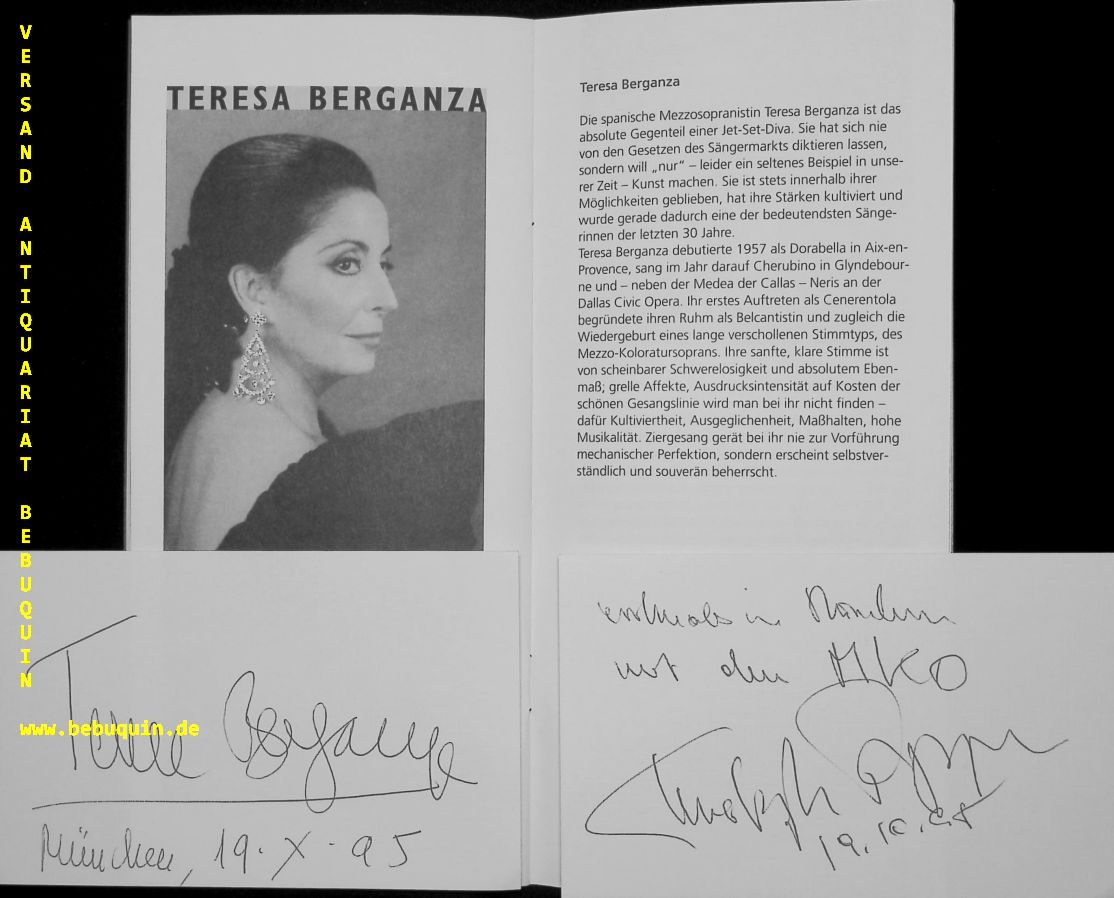 VERSAND ANTIQUARIAT BEBUQUIN
www.bebuquin.de
TERESA BERGANZA
Teresa Berganza
Die spanische Mezzosopranistin Teresa Berganza ist das
absolute Gegenteil einer Jet-Set-Diva. Sie hat sich nie
von den Gesetzen des Sängermarkts diktieren lassen,
sondern will „nur“ – leider ein seltenes Beispiel in unse-
rer Zeit – Kunst machen. Sie ist stets innerhalb ihrer
Möglichkeiten geblieben, hat ihre Stärken kultiviert und
wurde gerade dadurch eine der bedeutendsten Sänge-
rinnen der letzten 30 Jahre.
Teresa Berganza debutierte 1957 als Dorabella in Aix-en-
Provence, sang im Jahr darauf Cherubino in Glyndebour-
ne und – neben der Medea der Callas – Neris an der
Dallas Civic Opera. Ihr erstes Auftreten als Cenerentola
begründete ihren Ruhm als Belcantistin und zugleich die
Wiedergeburt eines lange verschollenen Stimmtyps, des
Mezzo-Koloratursoprans. Ihre sanfte, klare Stimme ist
von scheinbarer Schwerelosigkeit und absolutem Eben-
maß; grelle Affekte, Ausdrucksintensität auf Kosten der
schönen Gesangslinie wird man bei ihr nicht finden –
dafür Kultiviertheit, Ausgeglichenheit, Maßhalten, hohe
Musikalität. Ziergesang gerät bei ihr nie zur Vorführung
mechanischer Perfektion, sondern erscheint selbstver-
ständlich und souverän beherrscht.
Teresa Berganza
München, 19. X. 95
erstmals in München
mit dem MKO
Christoph Poppen
19.10.95